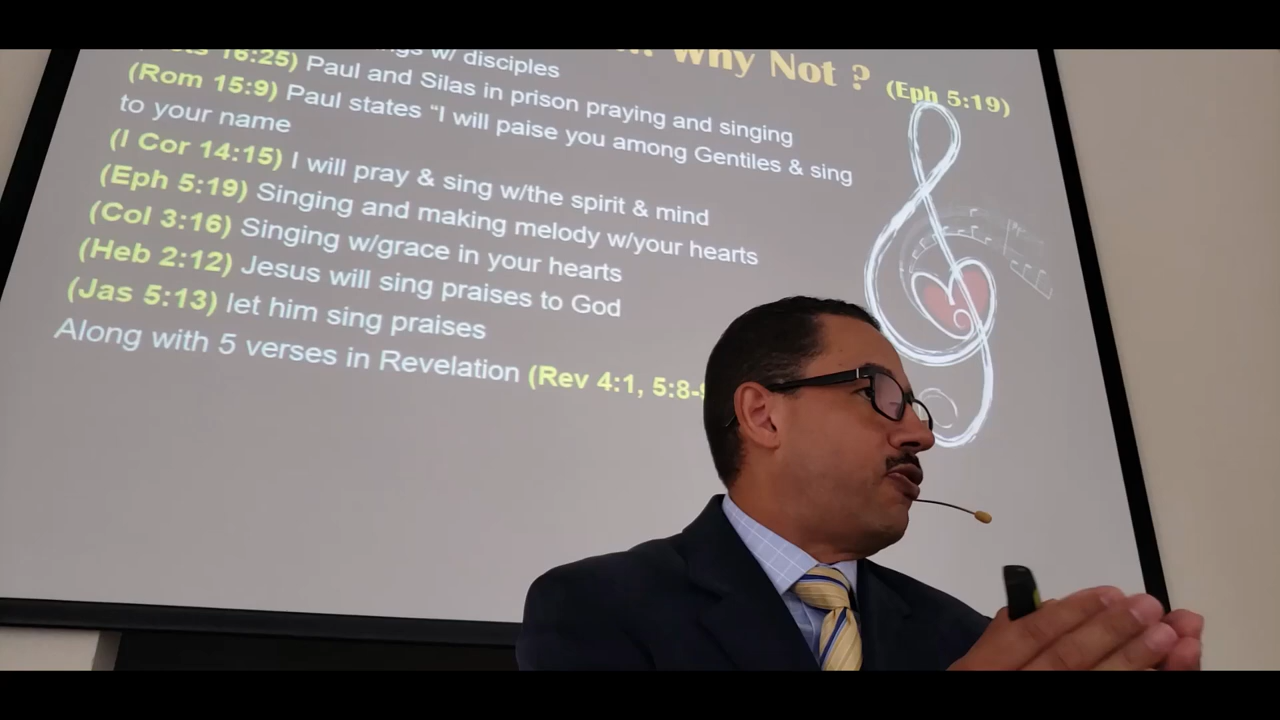 Why Not ? (Eph 5:19)
w/ disciples
16:25) Paul and Silas in prison praying and singing
(Rom 15:9) Paul states “I will paise you among Gentiles & sing
to your name
(I Cor 14:15) I will pray & sing w/the spirit & mind
(Eph 5:19) Singing and making melody w/your hearts
(Col 3:16) Singing w/grace in your hearts
(Heb 2:12) Jesus will sing praises to God
(Jas 5:13) let him sing praises
Along with 5 verses in Revelation (Rev 4:1, 5:8-